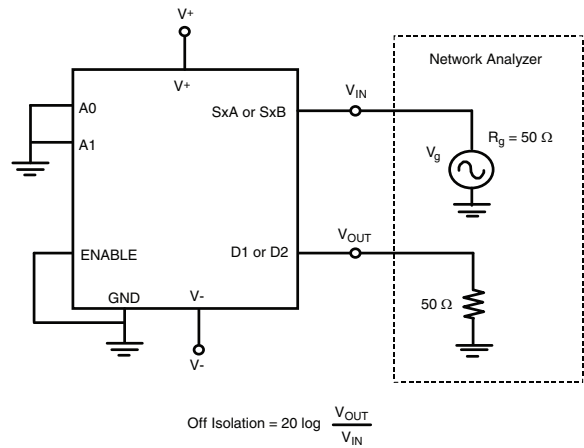 V+
Network Analyzer
V+
VIN
A0
SxA or SxB
Rg = 50 Ω
A1
Vg
VOUT
ENABLE
D1 or D2
GND
V-
50 Ω
V-
Off Isolation = 20 log VOUT
VIN